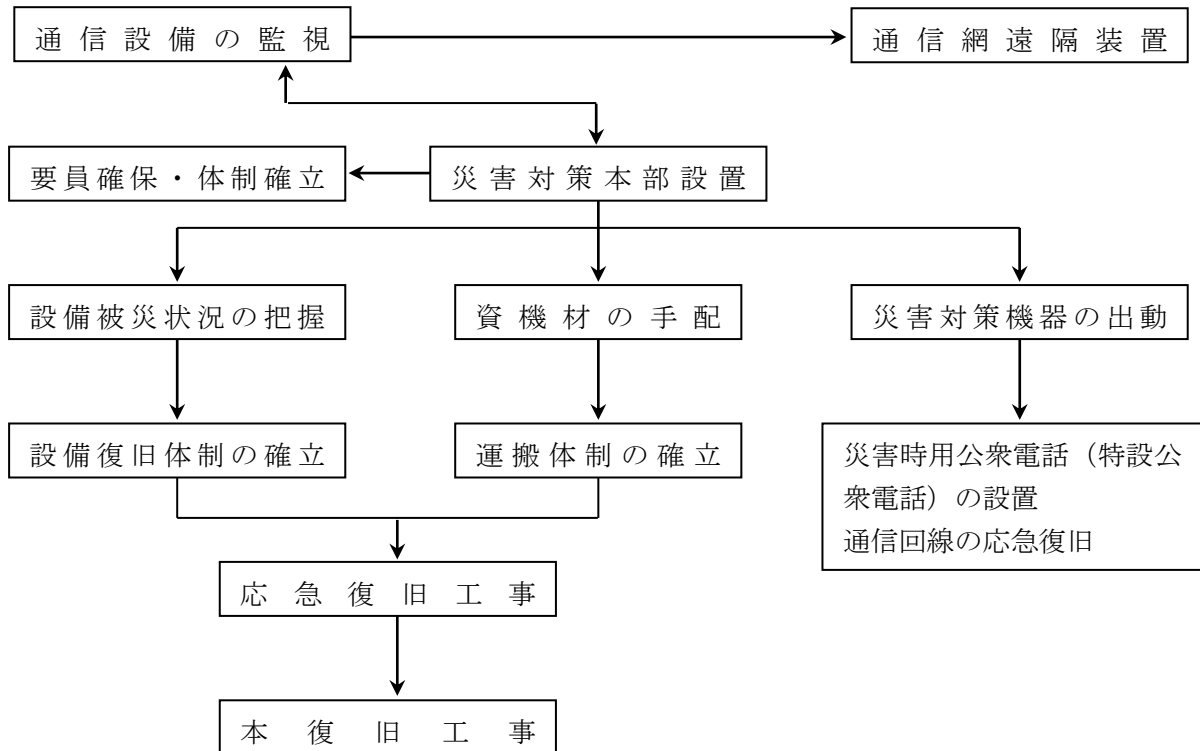 通信設備の監視
通信網遠隔装置
要員確保・体制確立
災害対策本部設置
設備被災状況の把握
資機材の手配
災害対策機器の出動
設備復旧体制の確立
運搬体制の確立
災害時用公衆電話（特設公
衆電話）の設置
通信回線の応急復旧
応急復旧工事
本復旧工事